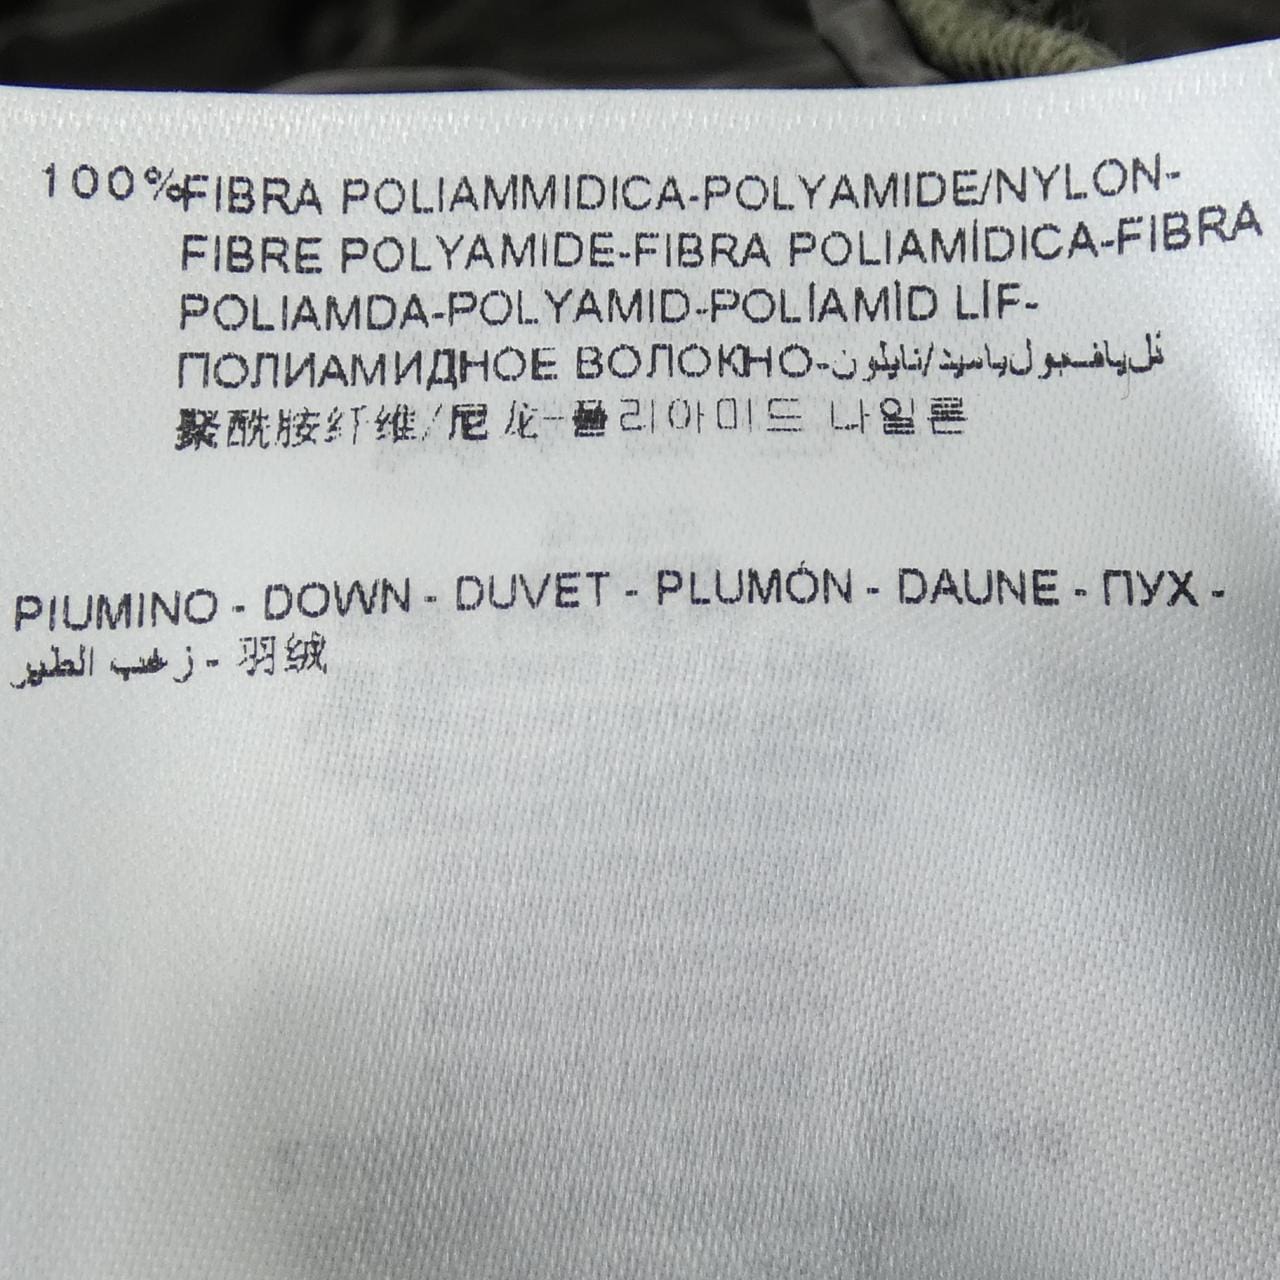 100%FIBRA POLIAMMIDICA-POLYAMIDE/NYLON-
FIBRE POLYAMIDE-FIBRA POLIAMÍDICA-FIBRA
POLIAMDA-POLYAMID-POLİAMİD LİF-
ПОЛИАМИДНОЕ ВОЛОКНО-
聚酰胺纤维/尼龙-폴리아미드 나일론
PIUMINO - DOWN - DUVET - PLUMÓN - DAUNE - ПУХ -
زغب الطير - 羽绒